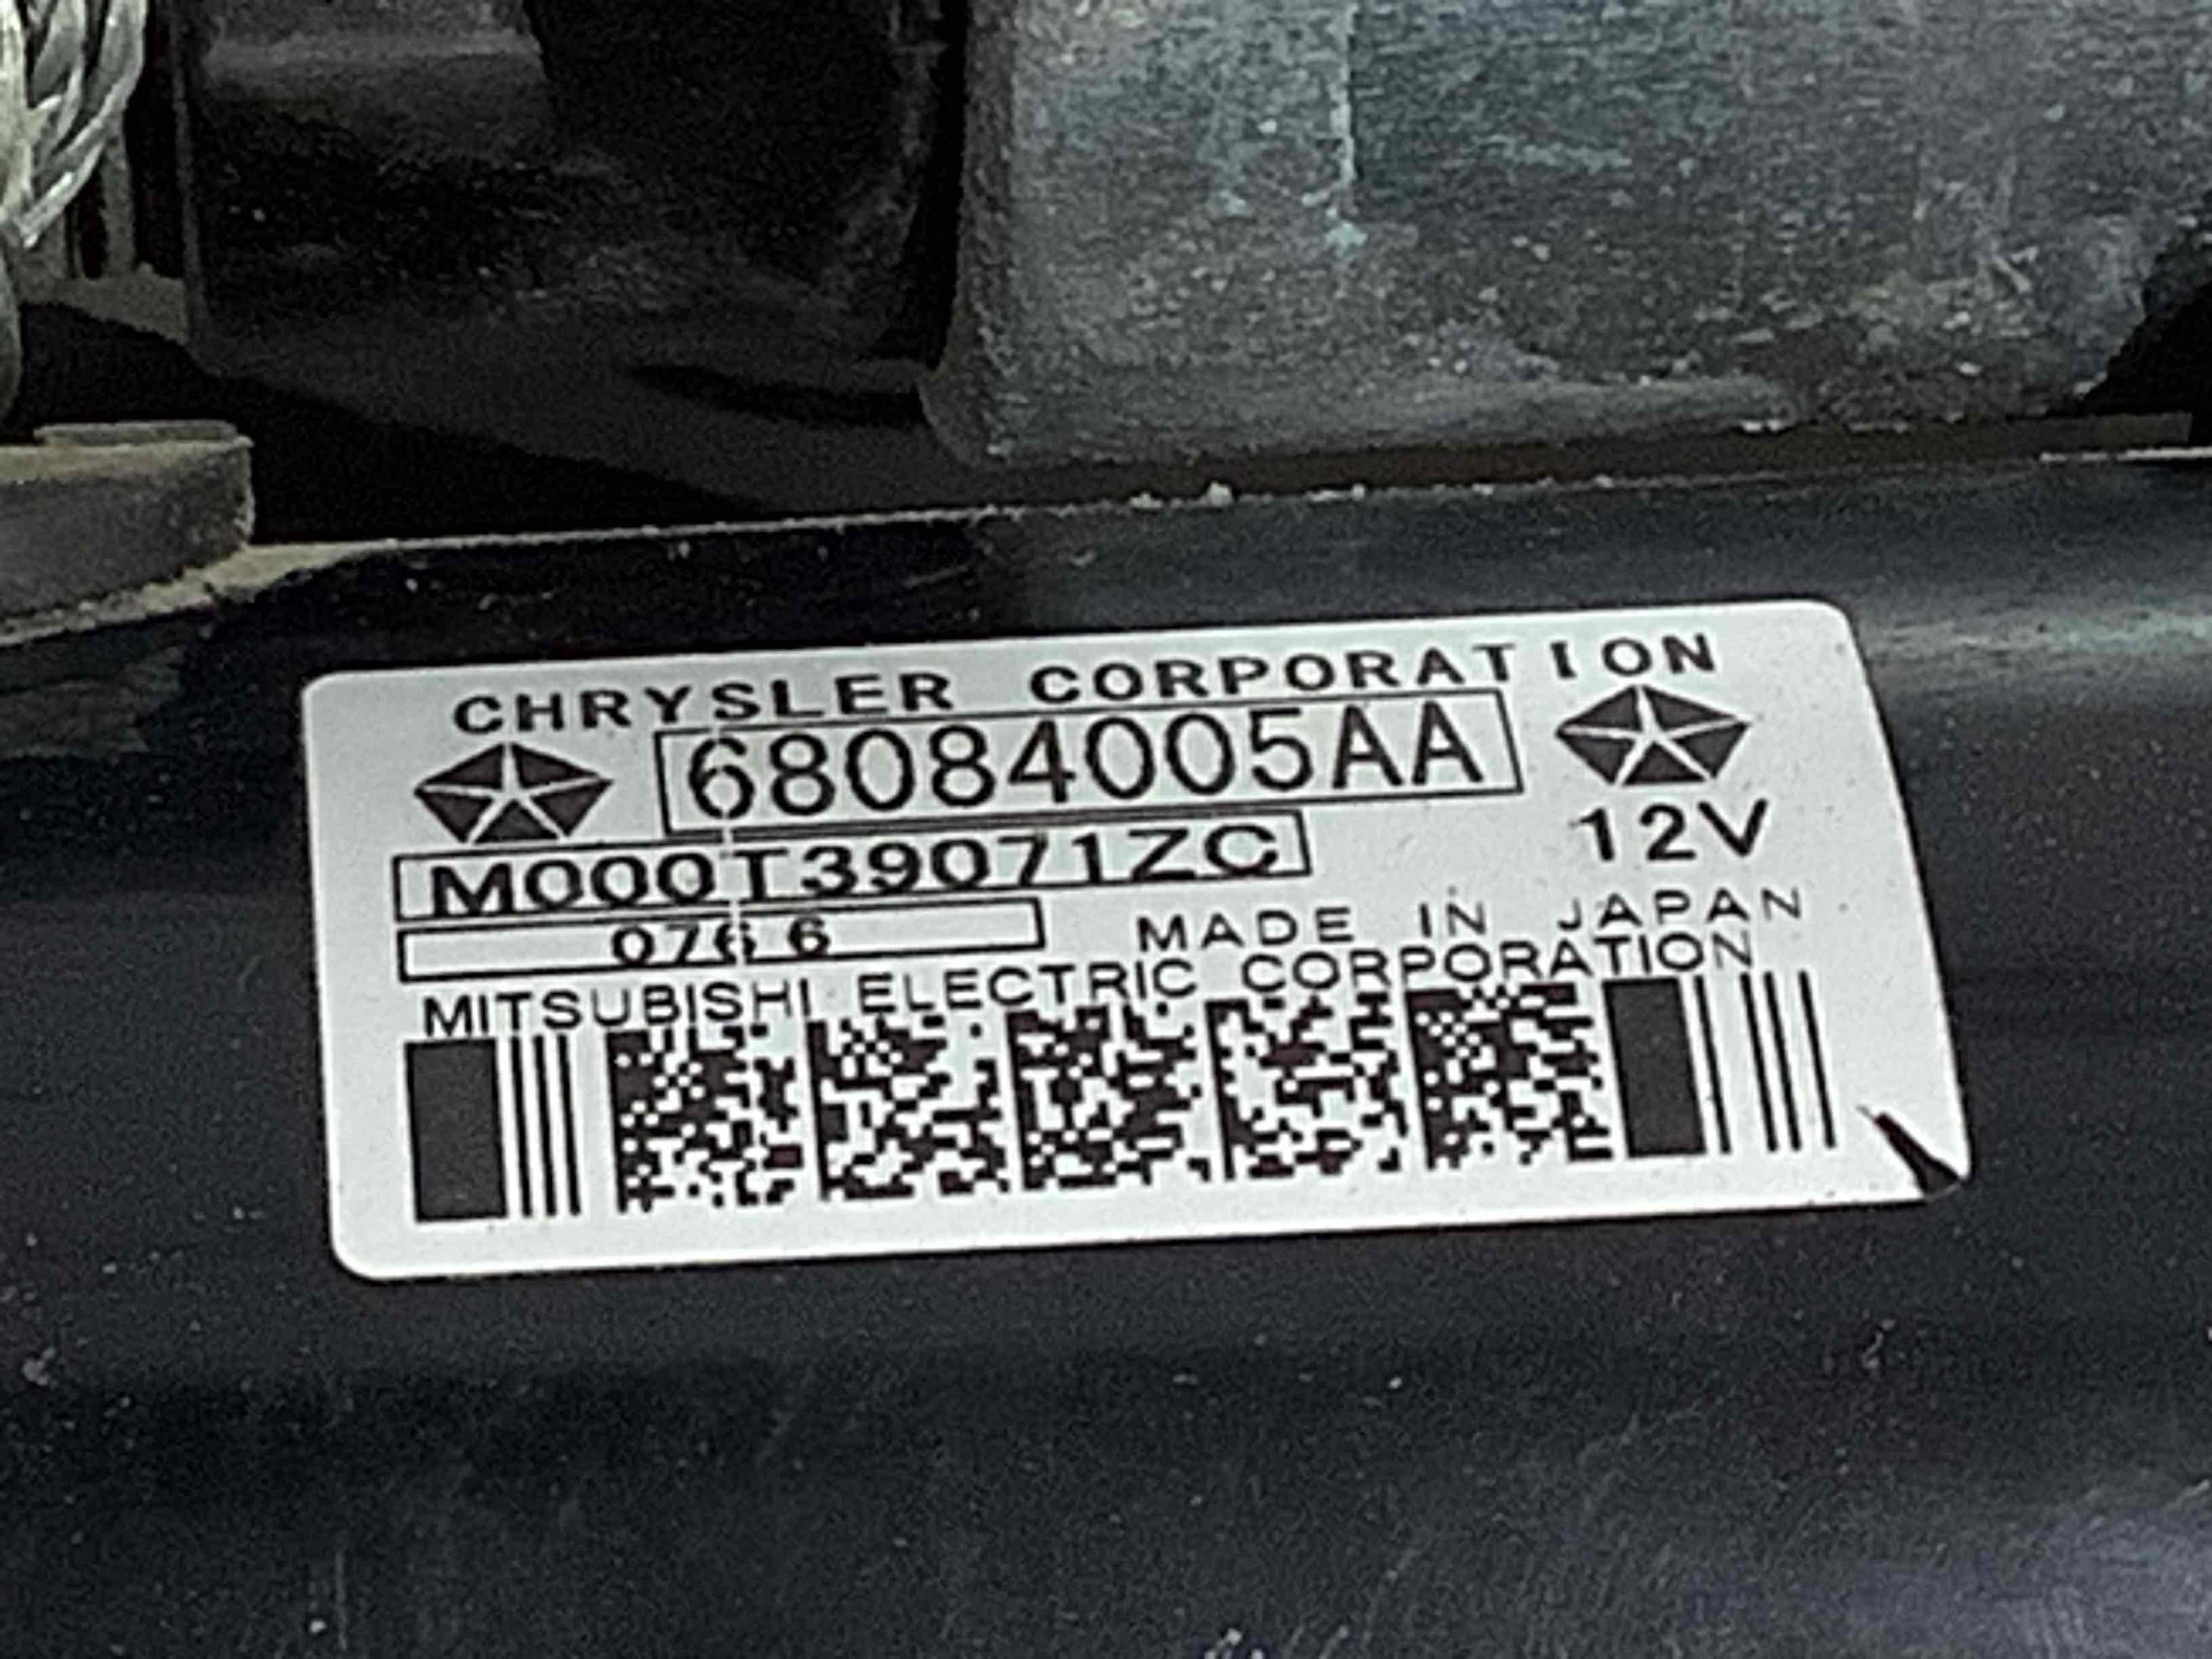 CHRYSLER CORPORATION
68084005AA
M000T39071ZC
12V
0766
MADE IN JAPAN
MITSUBISHI ELECTRIC CORPORATION